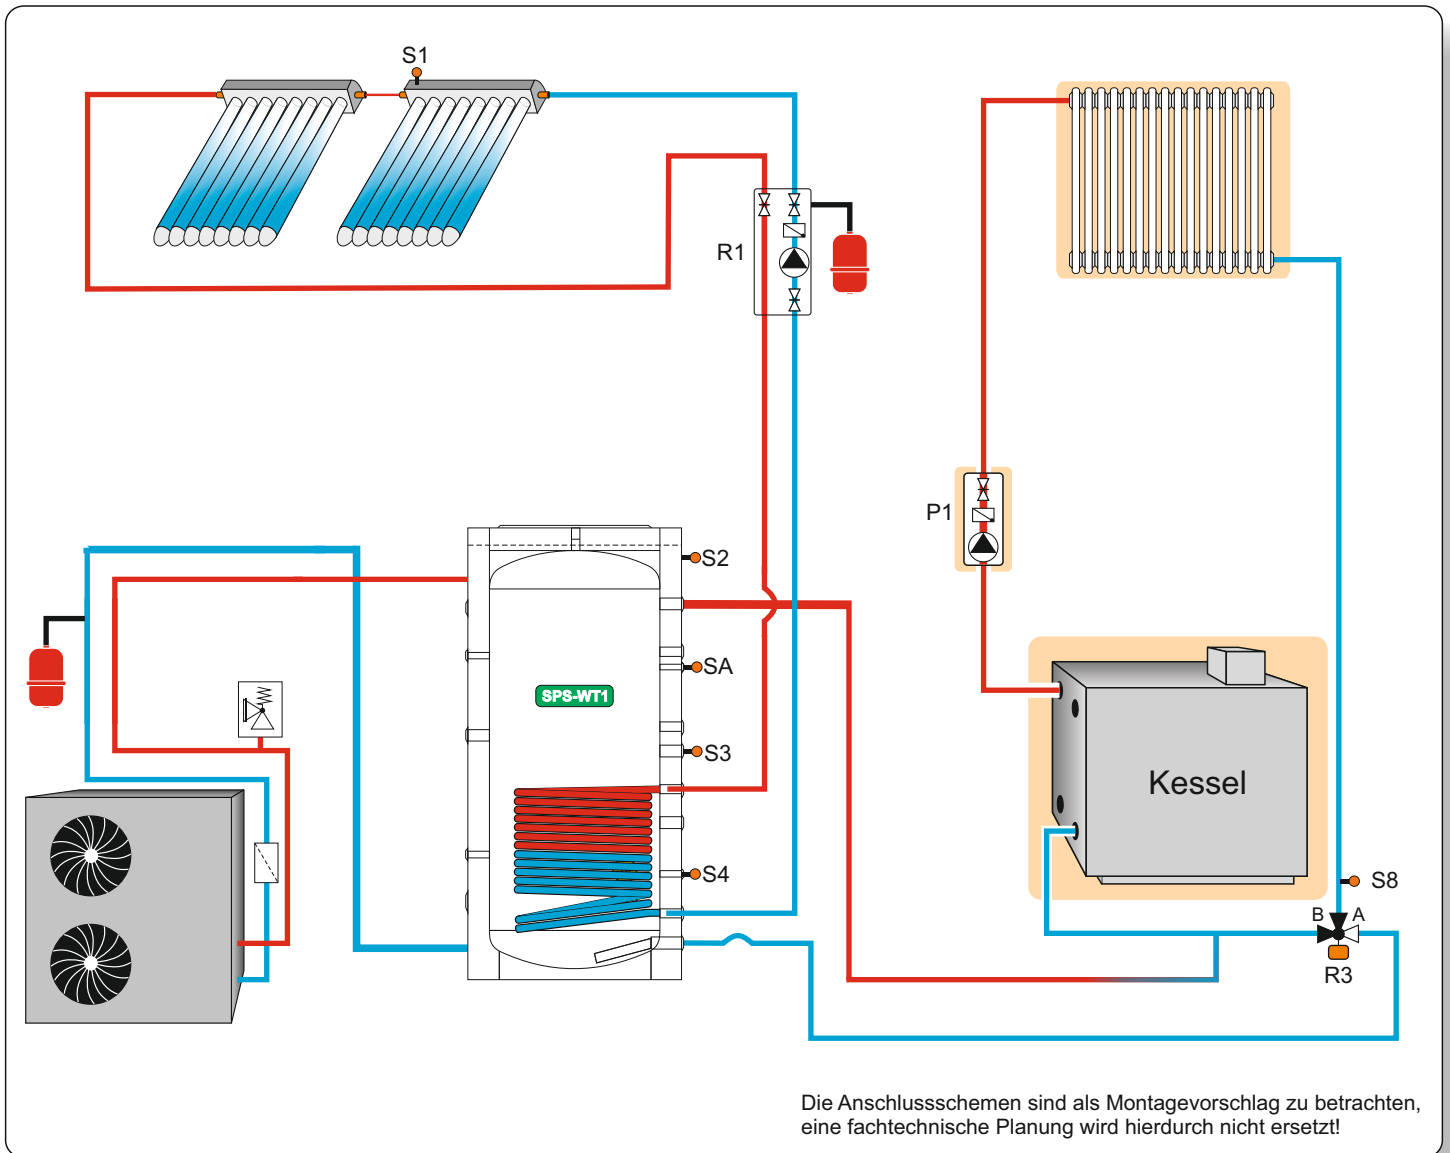 S1
R1
P1
S2
SA
SPS-WT1
S3
Kessel
S4
S8
B A
R3
Die Anschlussschemen sind als Montagevorschlag zu betrachten,
eine fachtechnische Planung wird hierdurch nicht ersetzt!